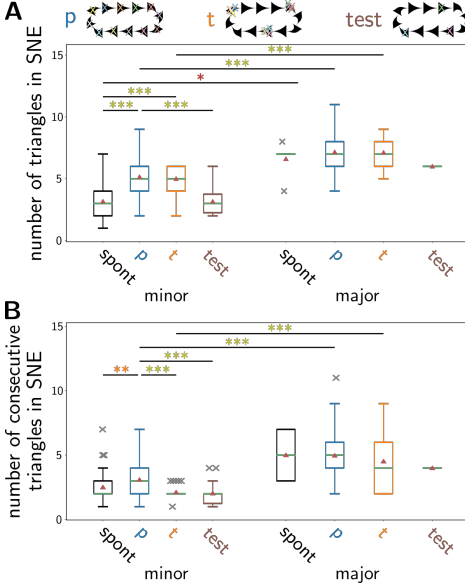 A
p
t
test
number of triangles in SNE
15
10
5
0
***
***
*
***
***
***
spont
p
t
test
spont
p
t
test
minor
major
B
number of consecutive
triangles in SNE
15
10
5
0
***
***
***
**
***
spont
p
t
test
spont
p
t
test
minor
major